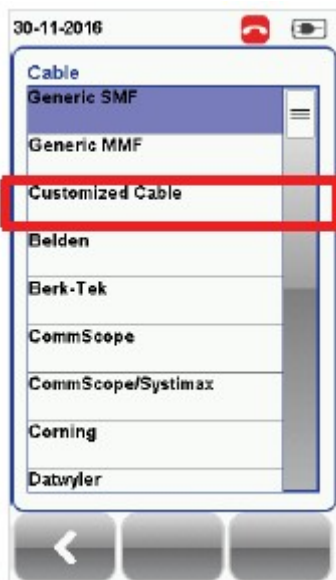 30-11-2016
Cable
Generic SMF
Generic MMF
Customized Cable
Belden
Berk-Tek
CommScope
CommScope/Systimax
Corning
Datwyler